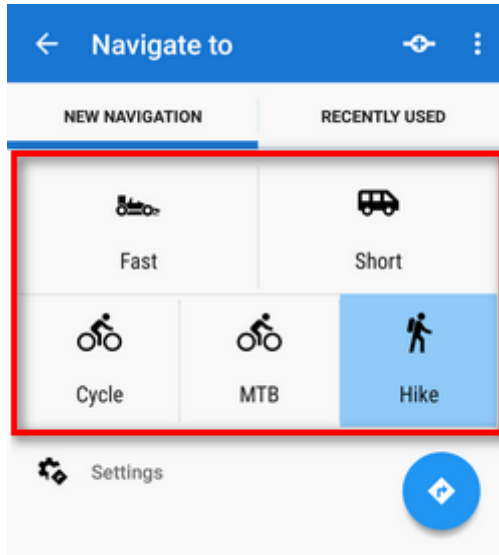 Navigate to
NEW NAVIGATION RECENTLY USED
Fast Short
Cycle MTB Hike
Settings